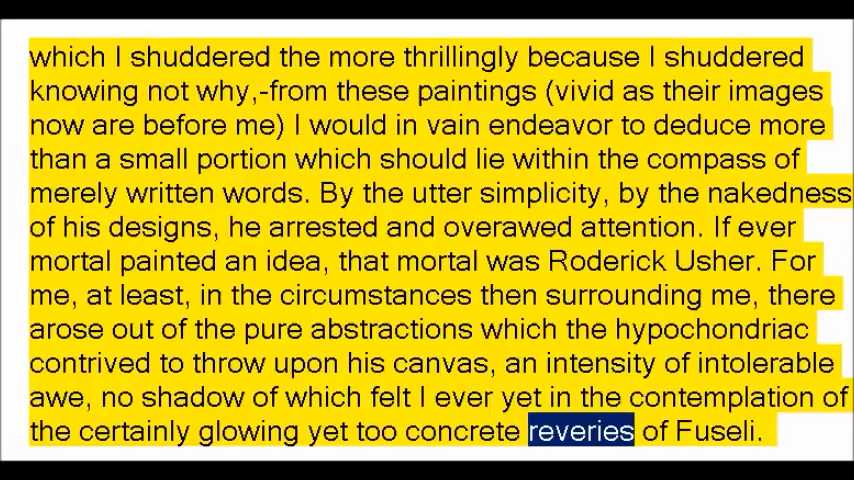 which I shuddered the more thrillingly because I shuddered
knowing not why,-from these paintings (vivid as their images
now are before me) I would in vain endeavor to deduce more
than a small portion which should lie within the compass of
merely written words. By the utter simplicity, by the nakedness
of his designs, he arrested and overawed attention. If ever
mortal painted an idea, that mortal was Roderick Usher. For
me, at least, in the circumstances then surrounding me, there
arose out of the pure abstractions which the hypochondriac
contrived to throw upon his canvas, an intensity of intolerable
awe, no shadow of which felt I ever yet in the contemplation of
the certainly glowing yet too concrete reveries of Fuseli.